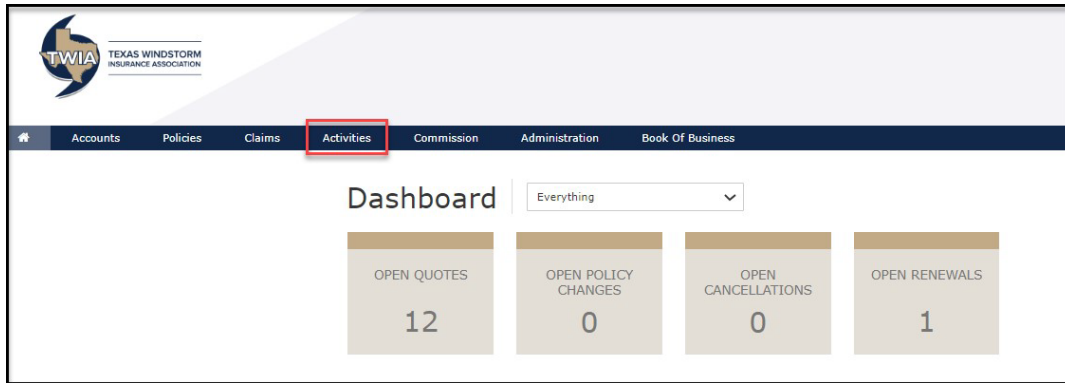 TWIA
TEXAS WINDSTORM
INSURANCE ASSOCIATION
Accounts Policies Claims Activities Commission Administration Book Of Business
Dashboard Everything
OPEN QUOTES
12
OPEN POLICY
CHANGES
0
OPEN
CANCELLATIONS
0
OPEN RENEWALS
1